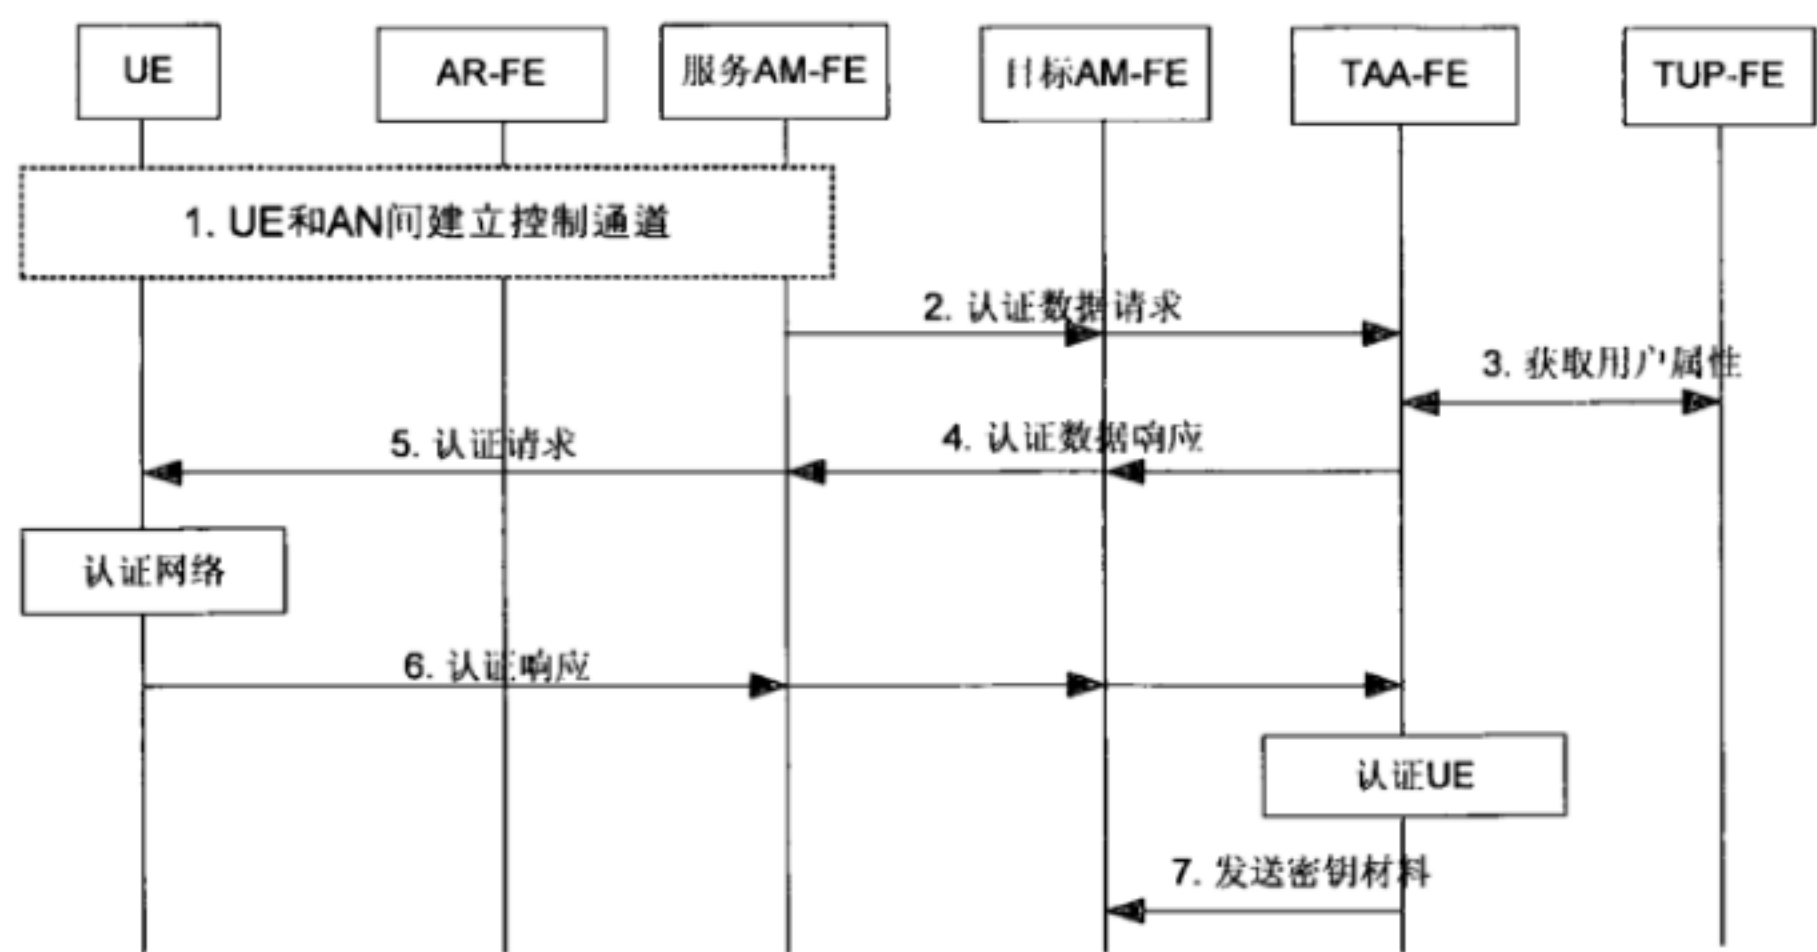 UE
AR-FE
服务AM-FE
目标AM-FE
TAA-FE
TUP-FE
1. UE和AN间建立控制通道
2. 认证数据请求
3. 获取用户属性
4. 认证数据响应
5. 认证请求
认证网络
6. 认证响应
认证UE
7. 发送密钥材料